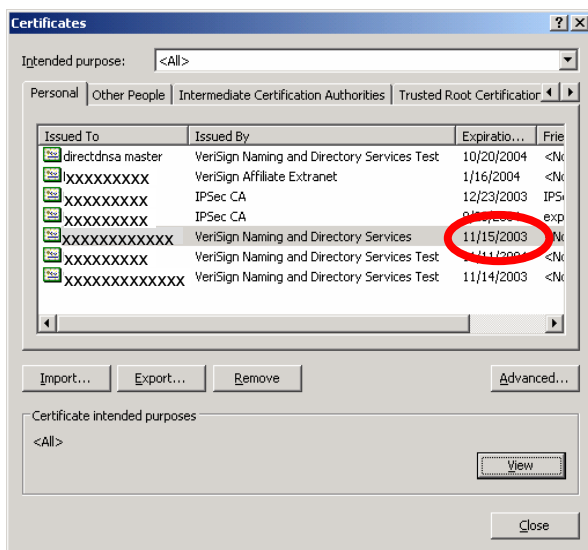 Certificates
Intended purpose: <All>
Personal Other People Intermediate Certification Authorities Trusted Root Certification
Issued To Issued By Expiratio... Frie
directdnsa master VeriSign Naming and Directory Services Test 10/20/2004 <No
XXXXXXXXX VeriSign Affiliate Extranet 1/16/2004 <No
XXXXXXXXX IPSec CA 12/23/2003 IPS
XXXXXXXXX IPSec CA exp
XXXXXXXXXXXX VeriSign Naming and Directory Services 11/15/2003
XXXXXXXXX VeriSign Naming and Directory Services Test <No
XXXXXXXXXXXXX VeriSign Naming and Directory Services Test 11/14/2003 <No
Import... Export... Remove Advanced...
Certificate intended purposes
<All>
View
Close